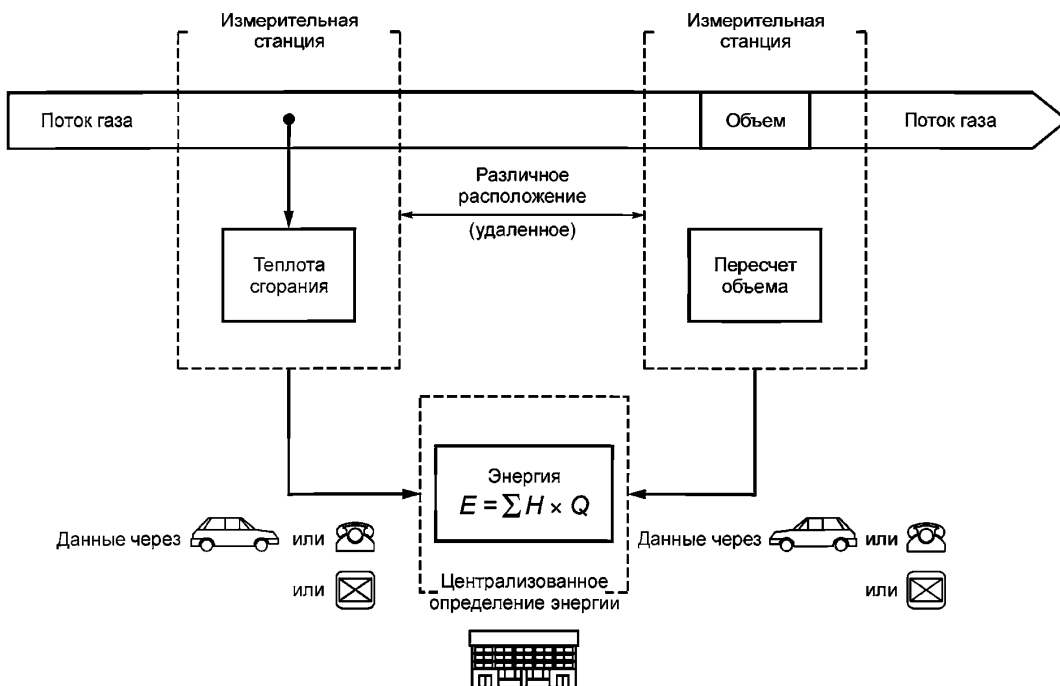 Измерительная
станция
Измерительная
станция
Поток газа
Объем
Поток газа
Различное
расположение
(удаленное)
Теплота
сгорания
Пересчет
объема
Энергия
E = ∑ H × Q
Данные через
или
или
Данные через
или
или
Централизованное
определение энергии